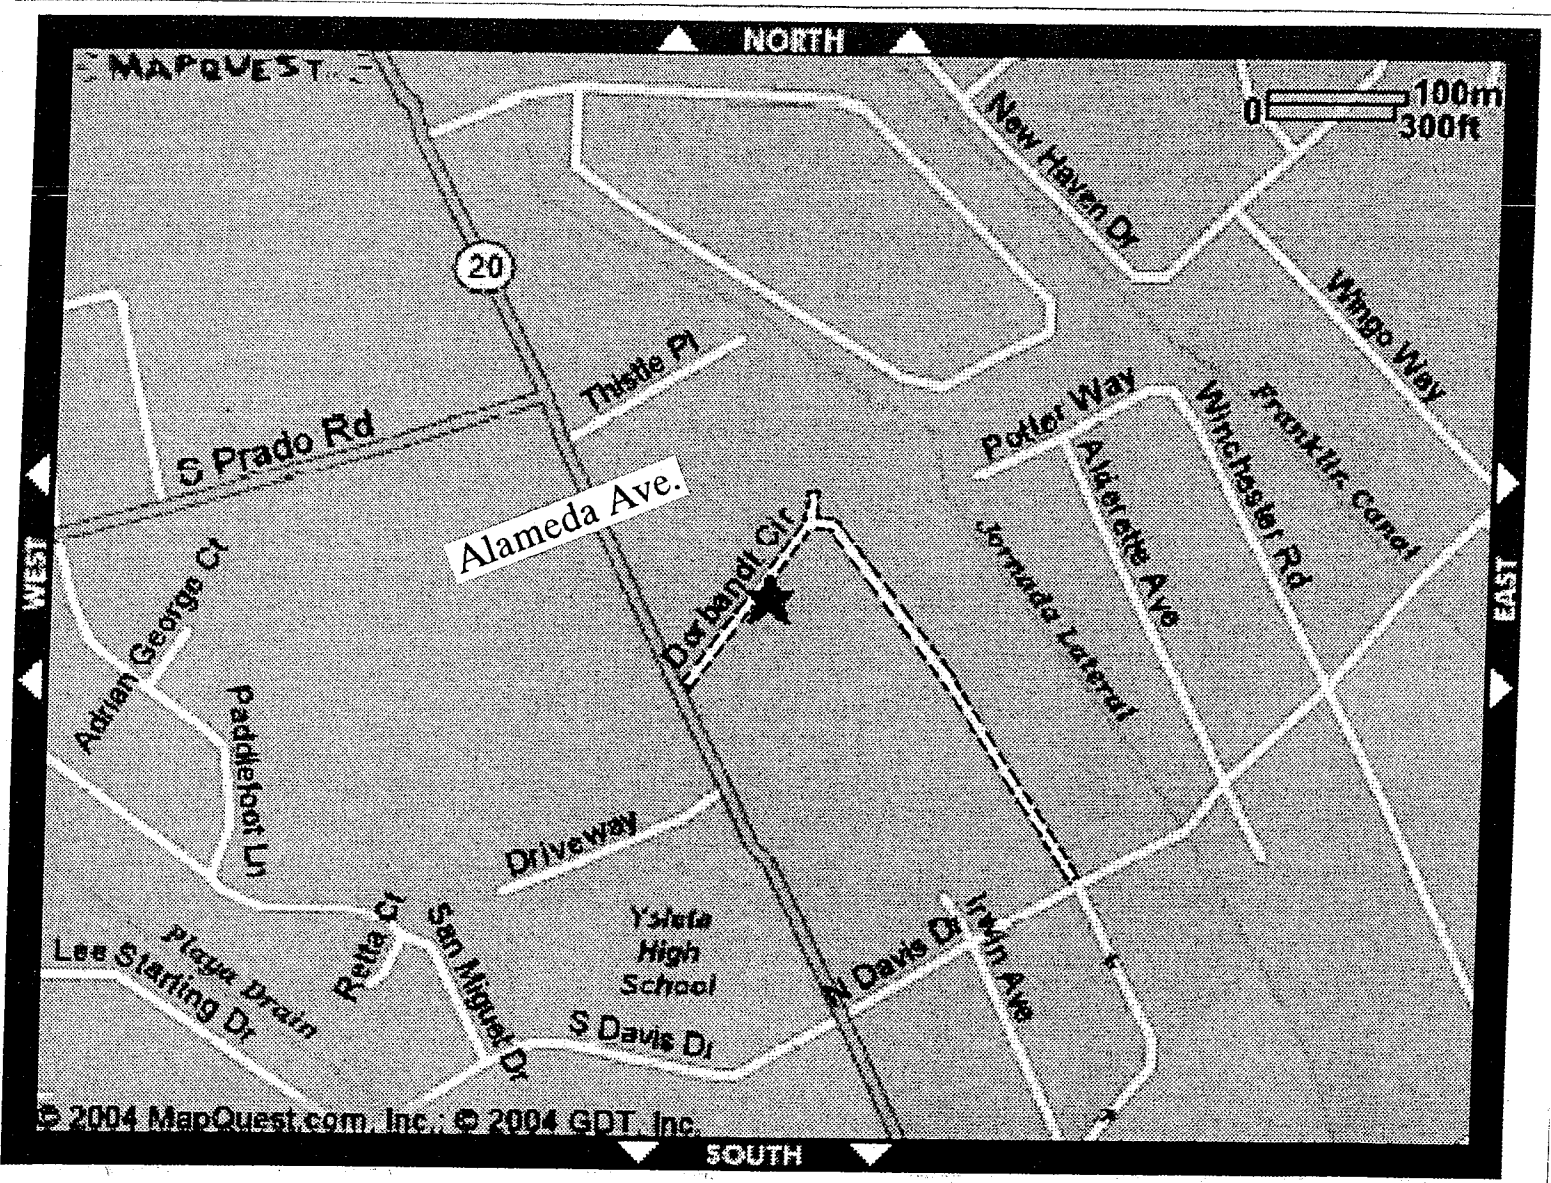 NORTH
MAPQUEST
0 100m
300ft
New Haven Dr
20
Wingo Way
Thistle Pl
S Prado Rd
Potter Way
Winchester Rd
Franklin Canal
Alderette Ave
Alameda Ave.
Dorbandt Cir
Jornada Lateral
WEST
EAST
Adrian George Ct
Paddlefoot Ln
Driveway
Ysleta
High
School
Retta Ct
San Miguel Dr
Lee Starling Dr
Playa Drain
N Davis Dr
Irwin Ave
S Davis Dr
© 2004 MapQuest.com, Inc.; © 2004 GDT, Inc.
SOUTH